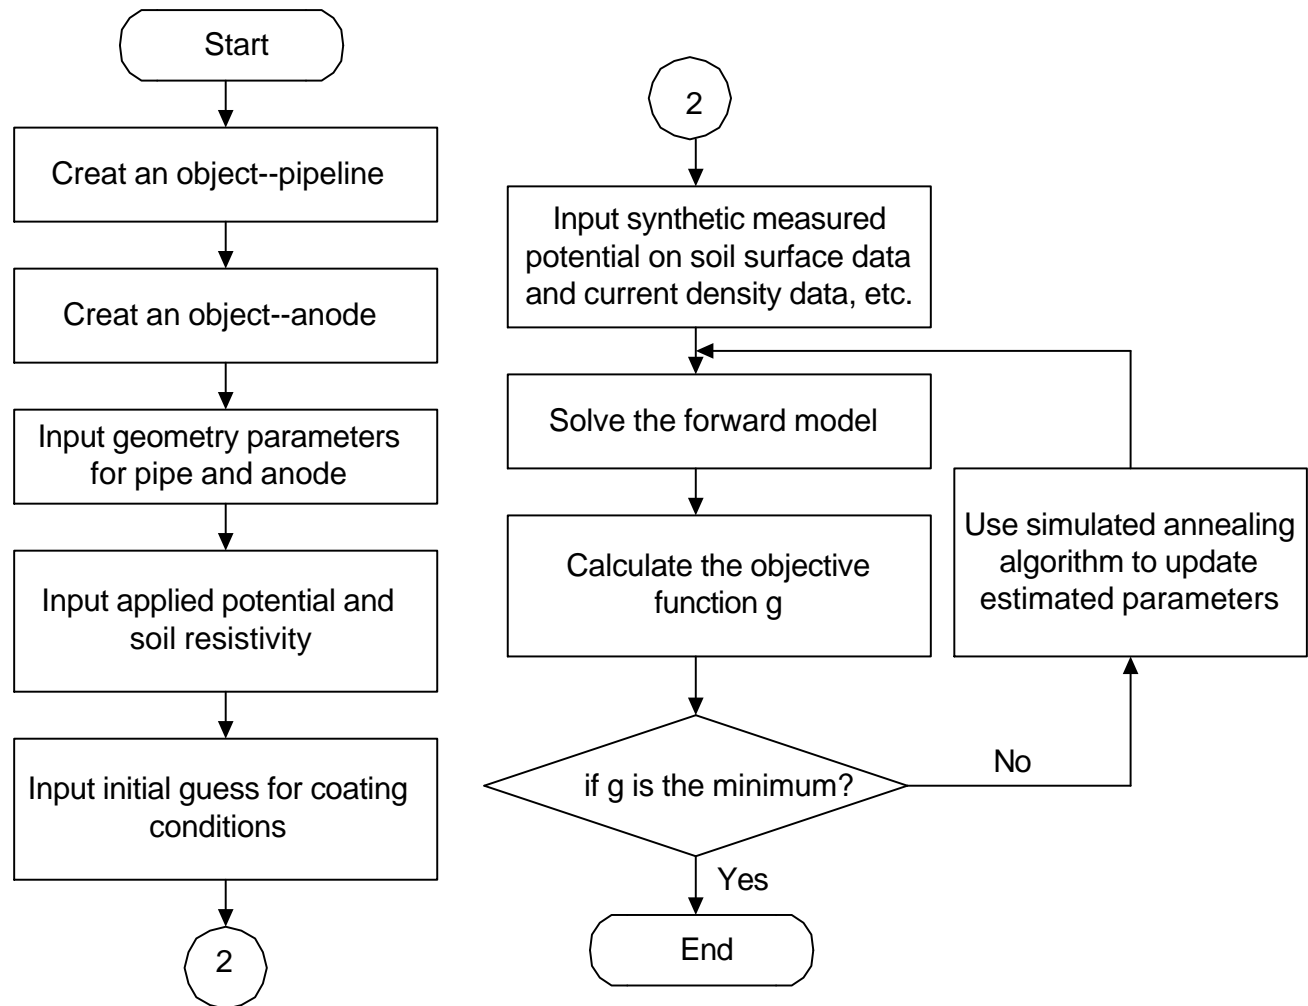 Start
Creat an object--pipeline
Creat an object--anode
Input geometry parameters
for pipe and anode
Input applied potential and
soil resistivity
Input initial guess for coating
conditions
2
2
Input synthetic measured
potential on soil surface data
and current density data, etc.
Solve the forward model
Calculate the objective
function g
if g is the minimum?
No
Use simulated annealing
algorithm to update
estimated parameters
Yes
End